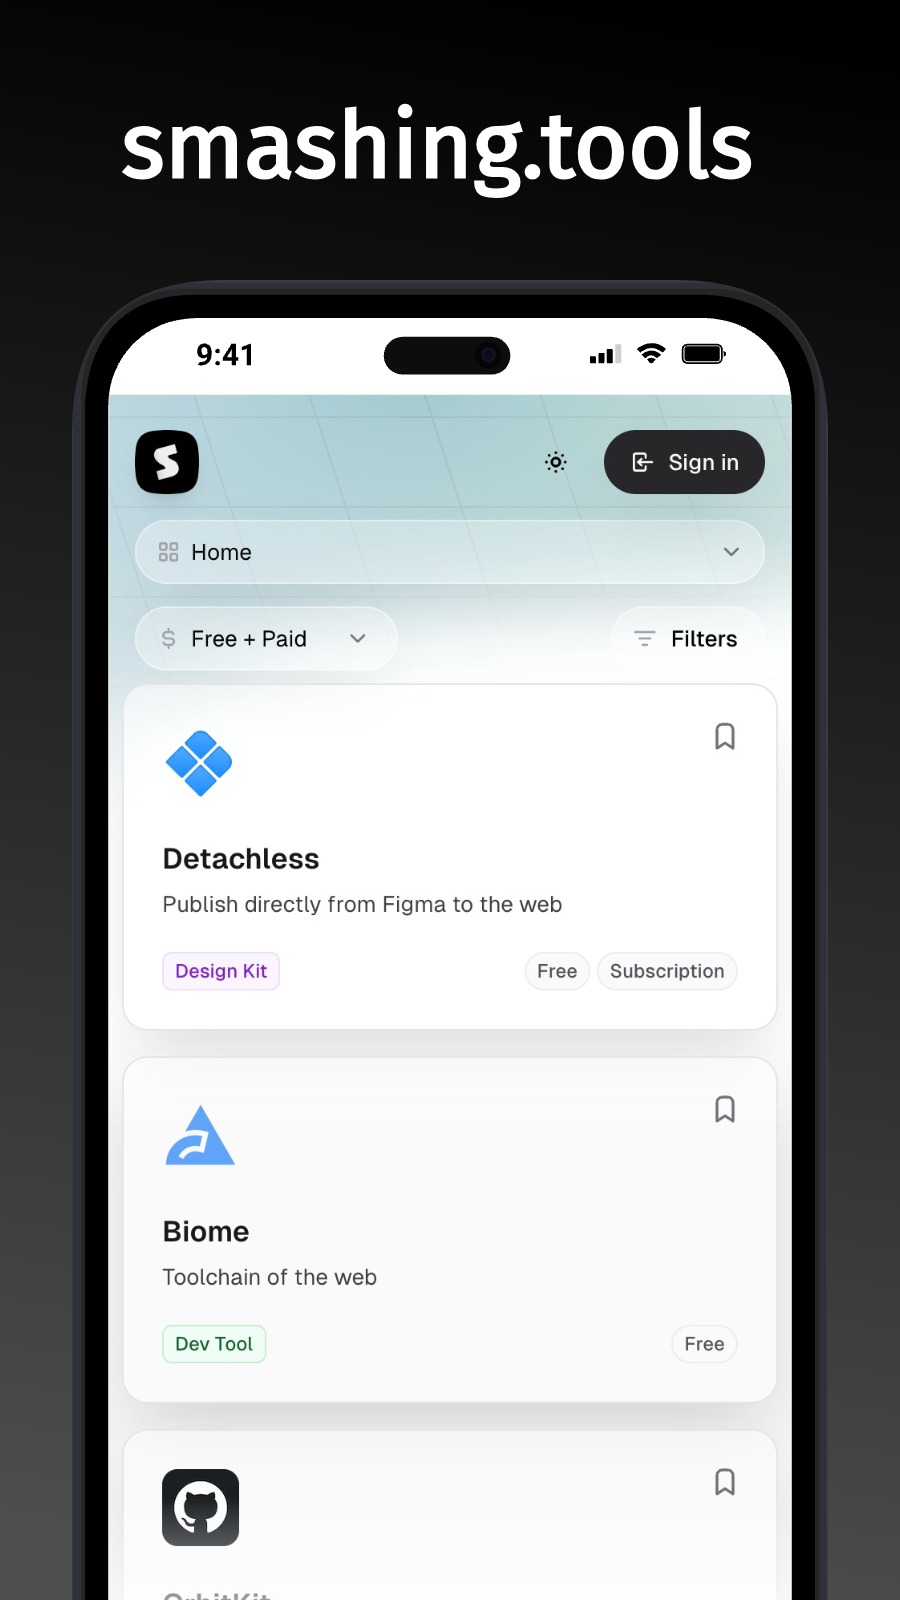 smashing.tools
9:41
Sign in
Home
$ Free + Paid
Filters
Detachless
Publish directly from Figma to the web
Design Kit
Free
Subscription
Biome
Toolchain of the web
Dev Tool
Free
OrbitKit